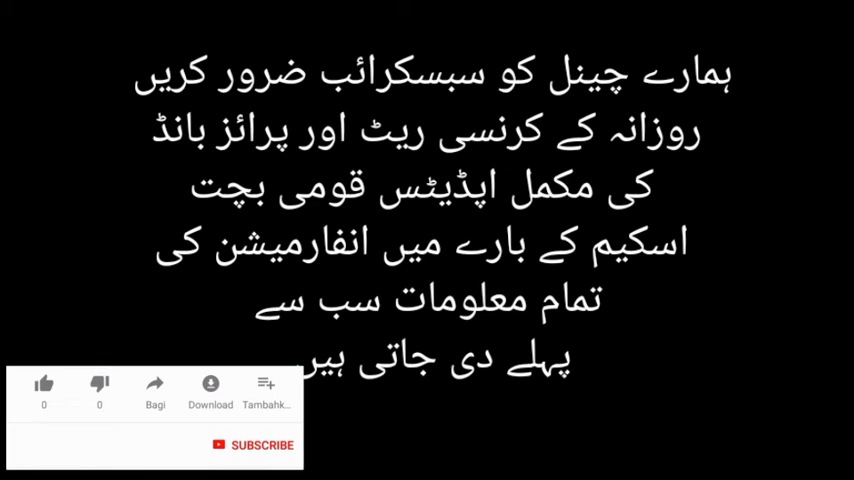 ہمارے چینل کو سبسکرائب ضرور کریں
روزانہ کے کرنسی ریٹ اور پرائز بانڈ
کی مکمل اپڈیٹس قومی بچت
اسکیم کے بارے میں انفارمیشن کی
تمام معلومات سب سے
پہلے دی جاتی ہیں
0 0 Bagi Download Tambahk...
SUBSCRIBE